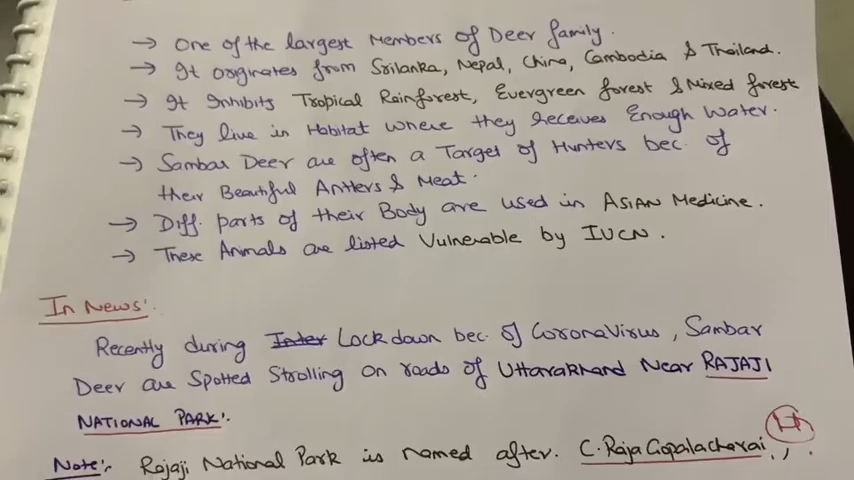 → One of the largest Members of Deer family.
→ It originates from Srilanka, Nepal, China, Cambodia & Thailand.
→ It Inhibits Tropical Rainforest, Evergreen forest & Mixed forest
→ They live in Habitat where they receives Enough Water.
→ Sambar Deer are often a Target of Hunters bec. of
their Beautiful Antlers & Meat.
→ Diff. parts of their Body are used in ASIAN Medicine.
→ These Animals are listed Vulnerable by IUCN.
In News:
Recently during Inter Lockdown bec. of CoronaVirus, Sambar
Deer are Spotted Strolling on roads of Uttarakhand Near RAJAJI
NATIONAL PARK.
Note: Rajaji National Park is named after. C. Raja Gopalacharai,